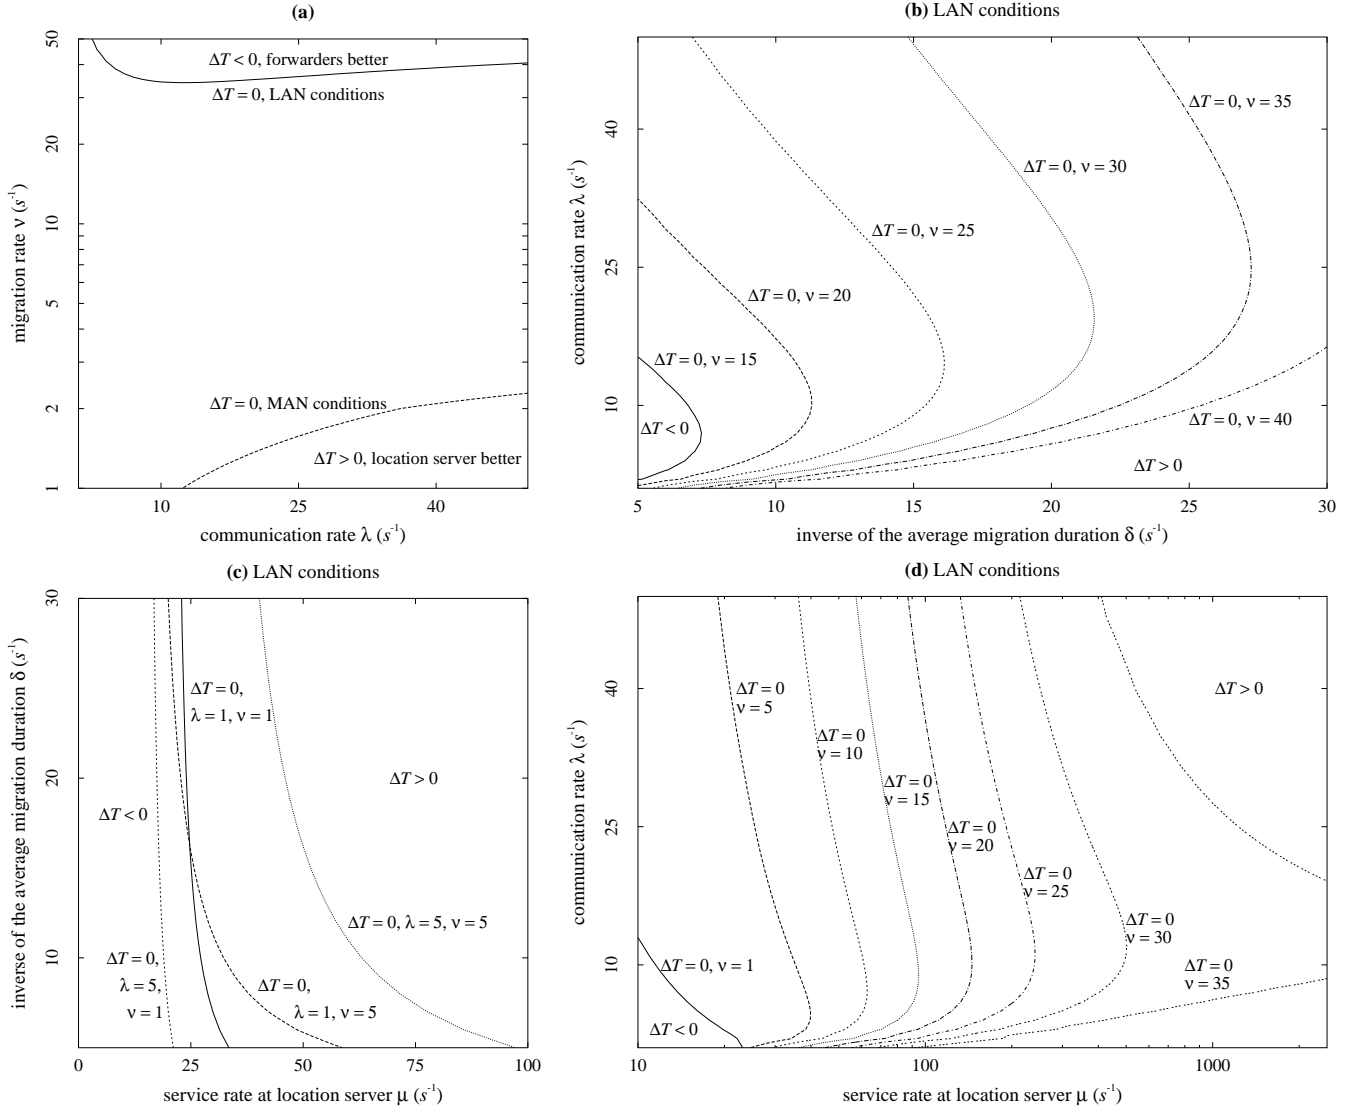 (a)
50
20
10
5
2
1
migration rate ν (s⁻¹)
ΔT < 0, forwarders better
ΔT = 0, LAN conditions
ΔT = 0, MAN conditions
ΔT > 0, location server better
10
25
40
communication rate λ (s⁻¹)
(b) LAN conditions
40
25
10
communication rate λ (s⁻¹)
ΔT = 0, ν = 35
ΔT = 0, ν = 30
ΔT = 0, ν = 25
ΔT = 0, ν = 20
ΔT = 0, ν = 15
ΔT < 0
ΔT = 0, ν = 40
ΔT > 0
5
10
15
20
25
30
inverse of the average migration duration δ (s⁻¹)
(c) LAN conditions
30
20
10
inverse of the average migration duration δ (s⁻¹)
ΔT = 0,
λ = 1, ν = 1
ΔT > 0
ΔT < 0
ΔT = 0, λ = 5, ν = 5
ΔT = 0,
λ = 5,
ν = 1
ΔT = 0,
λ = 1, ν = 5
0
25
50
75
100
service rate at location server μ (s⁻¹)
(d) LAN conditions
40
25
10
communication rate λ (s⁻¹)
ΔT = 0
ν = 5
ΔT > 0
ΔT = 0
ν = 10
ΔT = 0
ν = 15
ΔT = 0
ν = 20
ΔT = 0
ν = 25
ΔT = 0
ν = 30
ΔT = 0, ν = 1
ΔT = 0
ν = 35
ΔT < 0
10
100
1000
service rate at location server μ (s⁻¹)